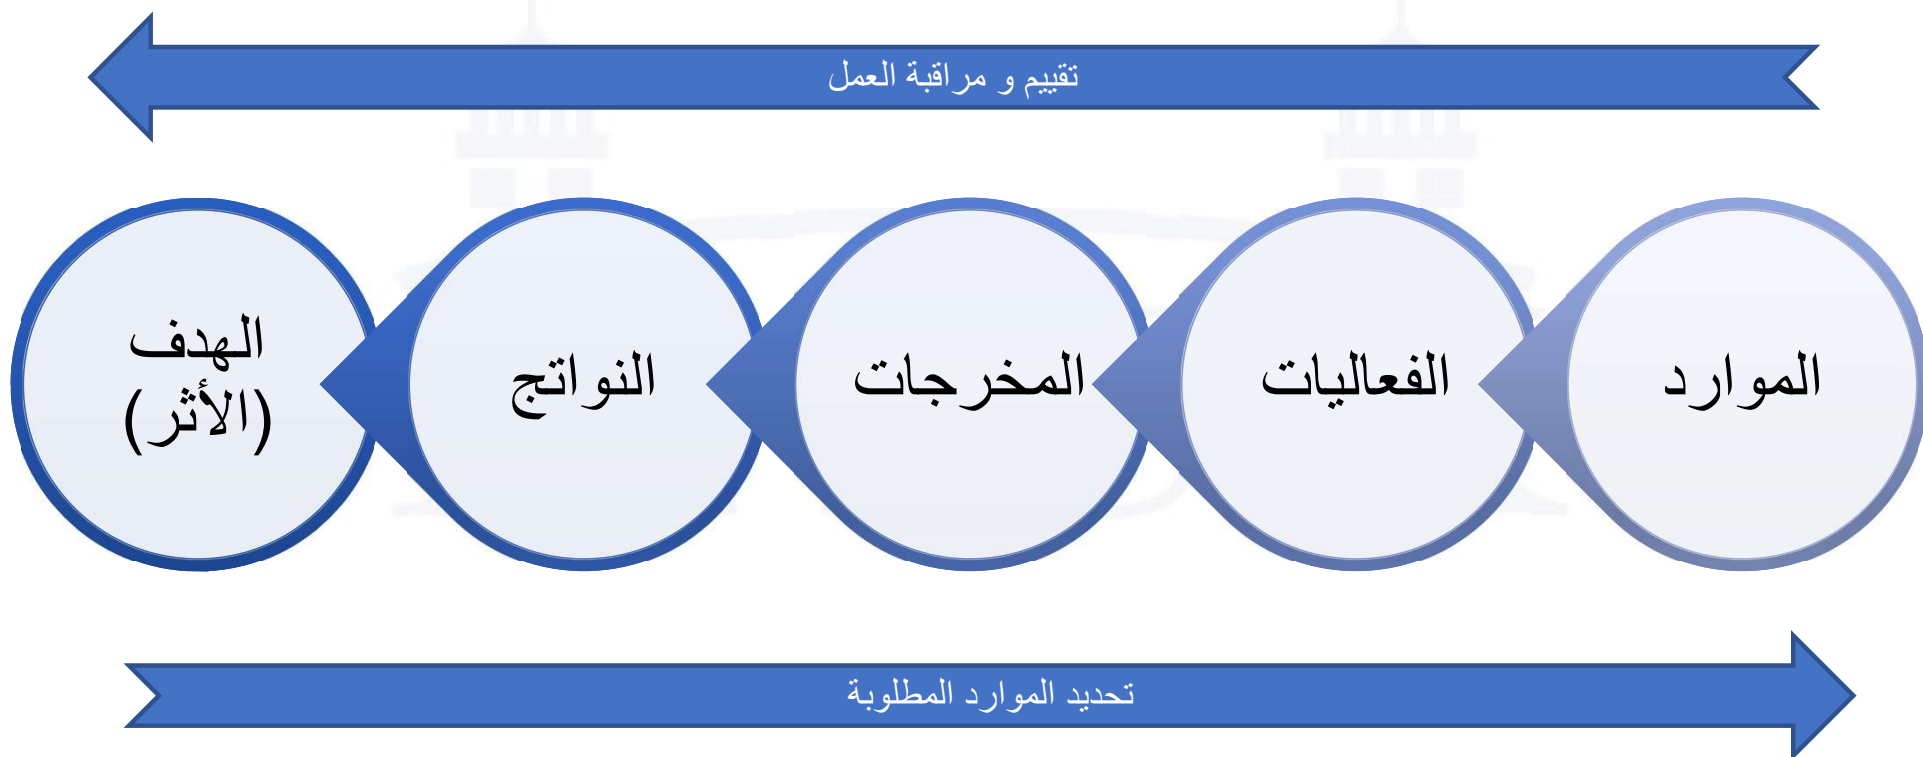 تقييم و مراقبة العمل
الموارد
الفعاليات
المخرجات
النواتج
الهدف
(الأثر)
تحديد الموارد المطلوبة